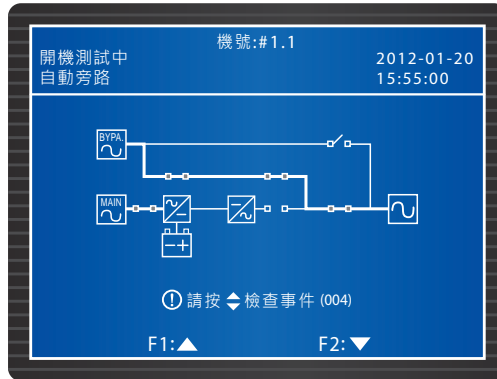 機號:#1.1
開機測試中
自動旁路
2012-01-20
15:55:00
BYPA.
MAIN
請按檢查事件 (004)
F1:▲ F2:▼